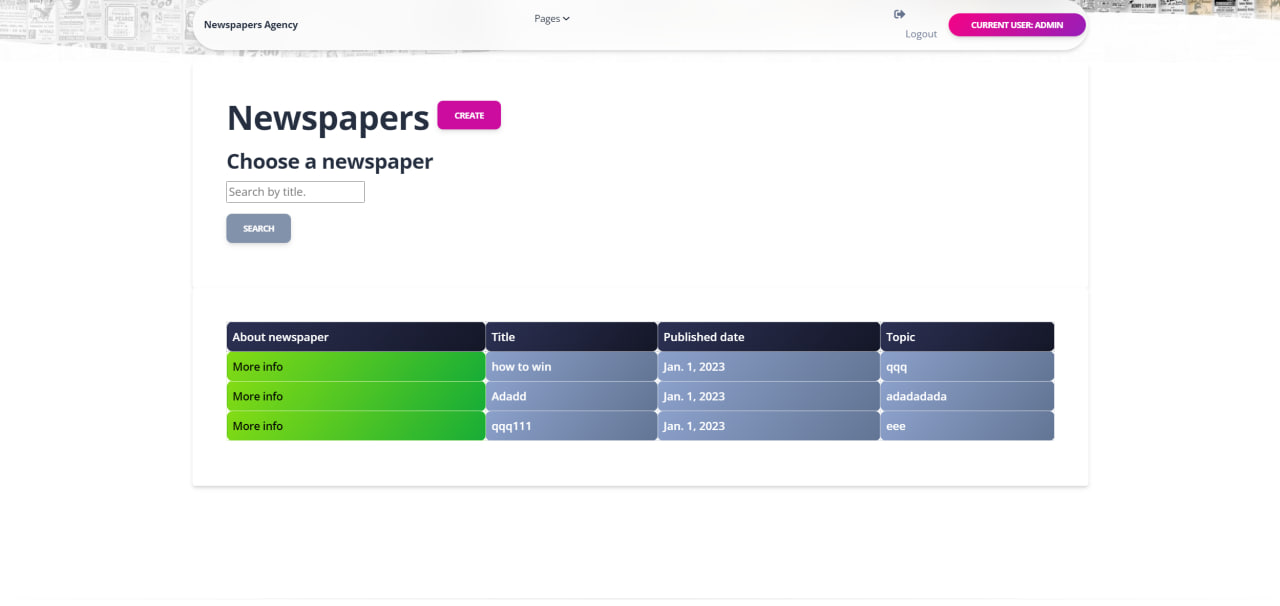 Newspapers Agency
Pages
Logout
CURRENT USER: ADMIN
Newspapers
CREATE
Choose a newspaper
Search by title.
SEARCH
About newspaper Title Published date Topic
More info how to win Jan. 1, 2023 qqq
More info Adadd Jan. 1, 2023 adadadada
More info qqq111 Jan. 1, 2023 eee